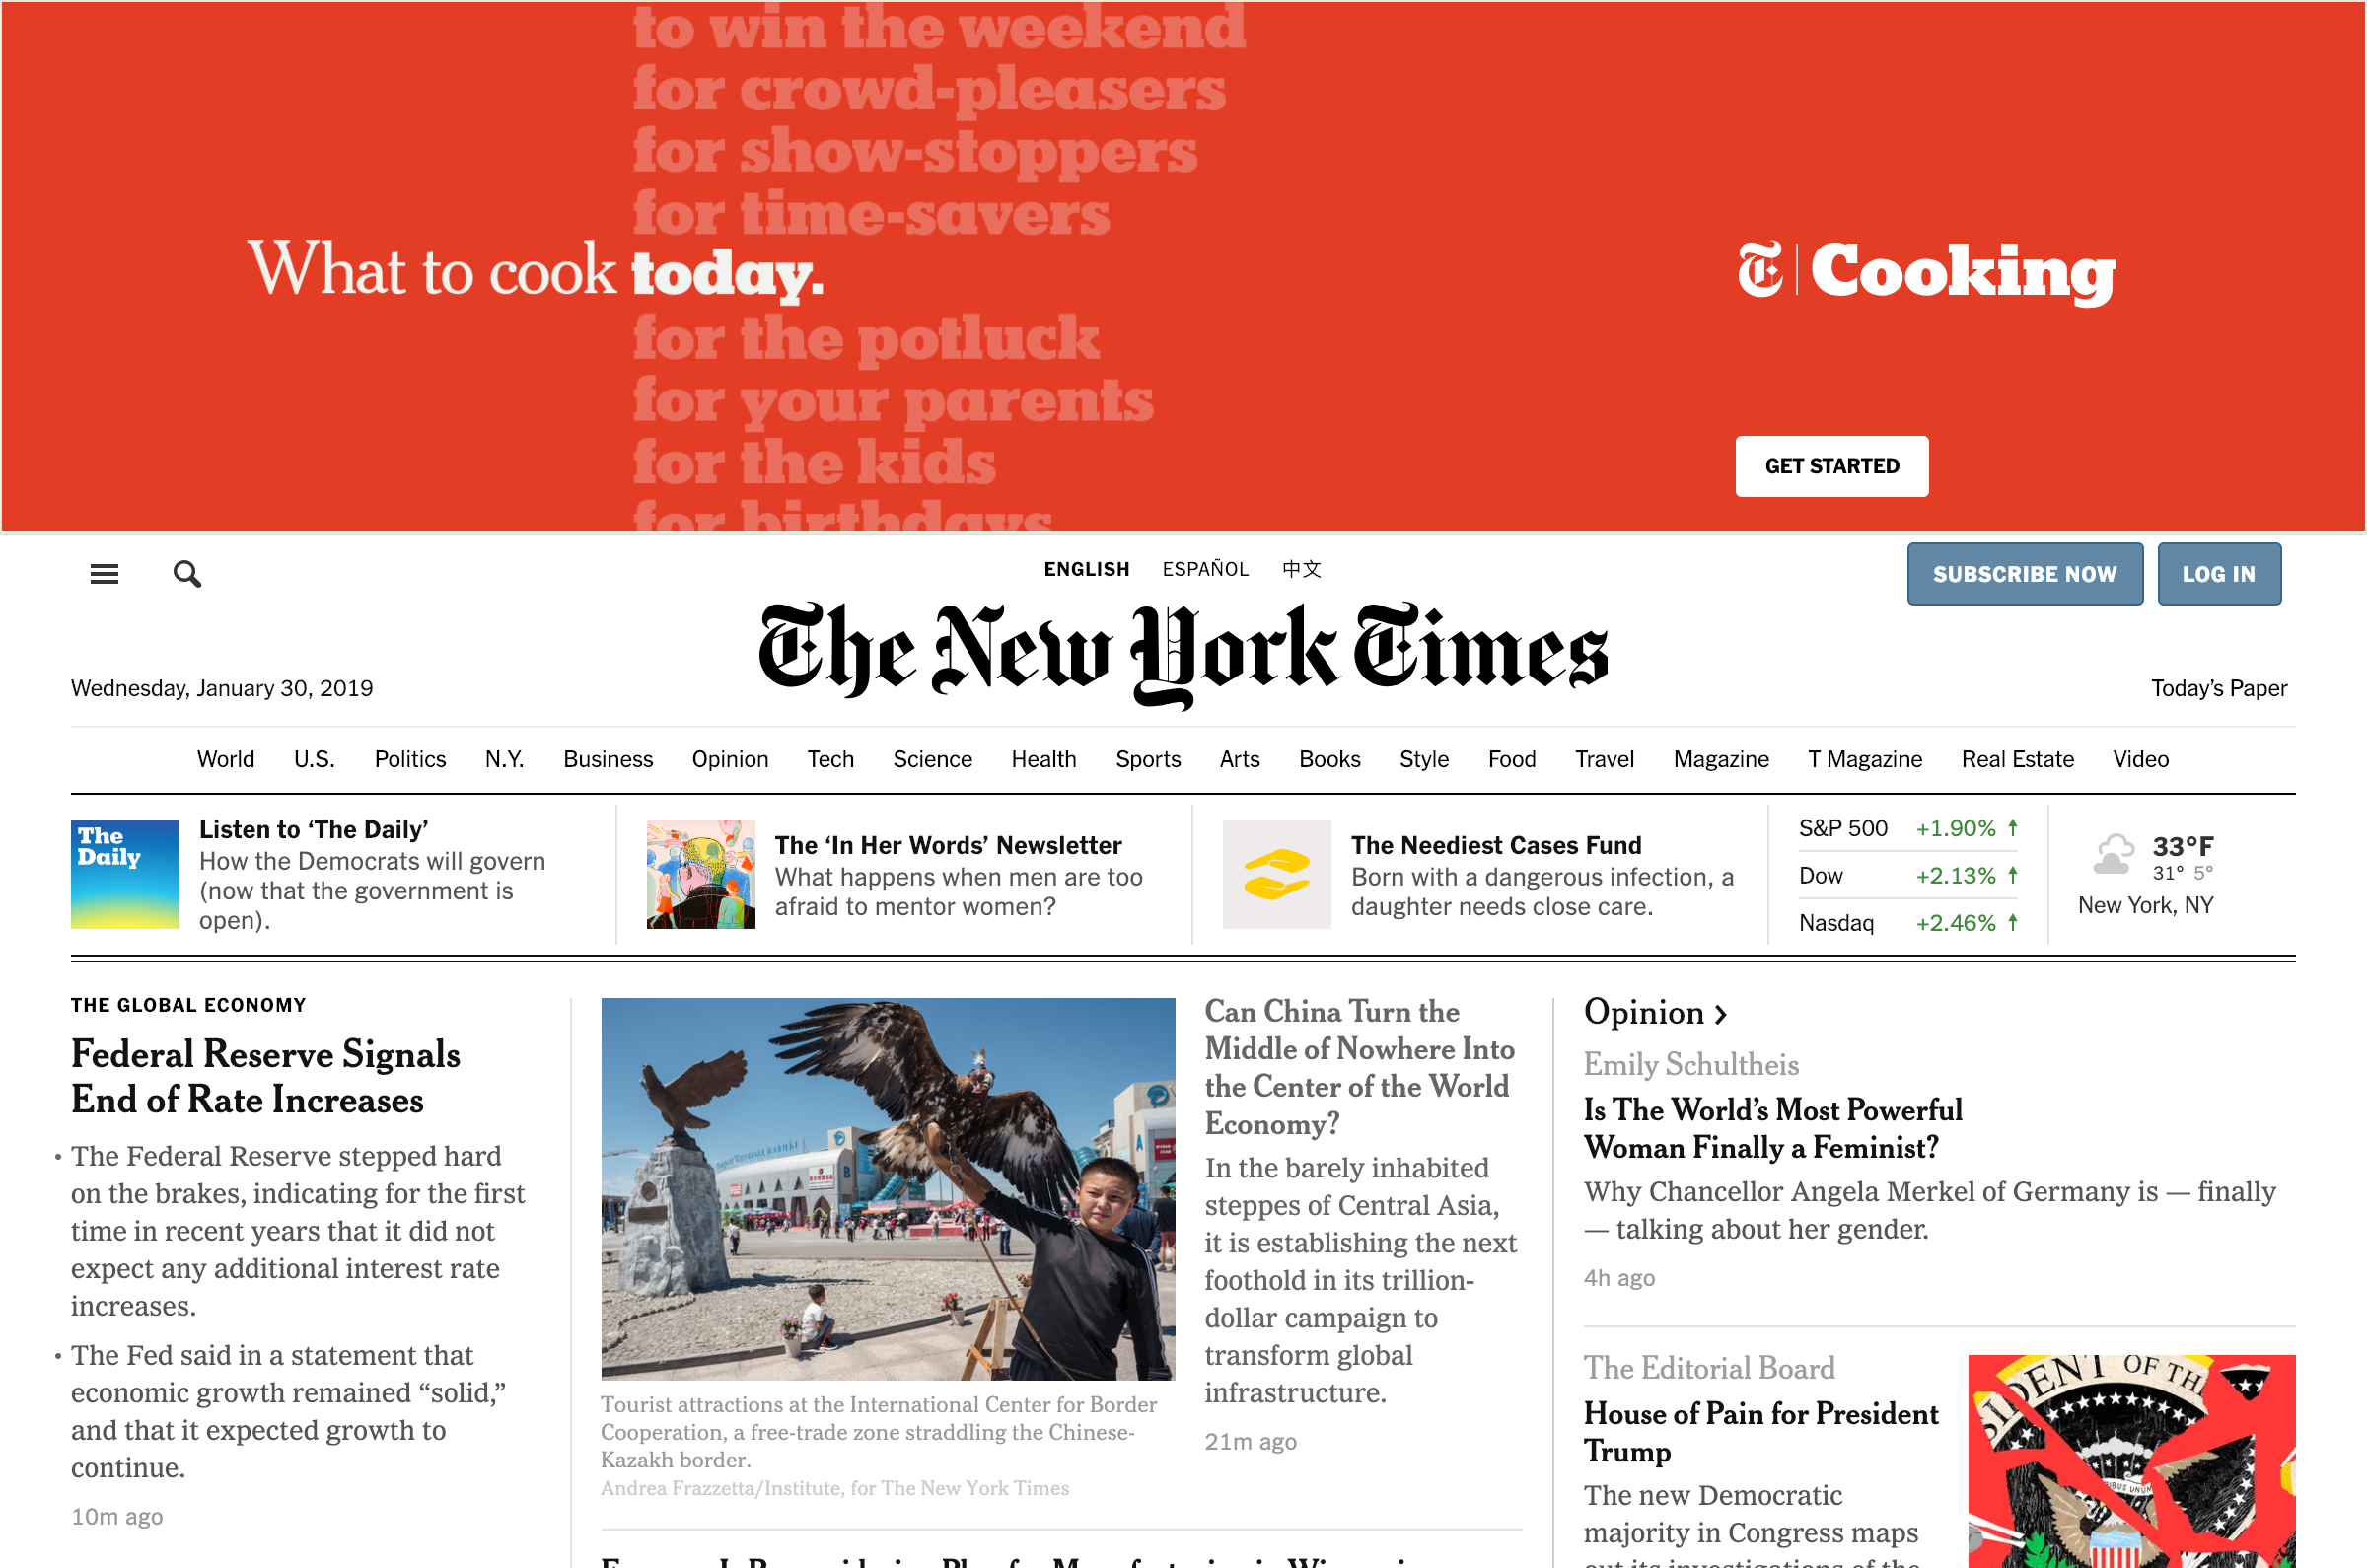 to win the weekend
for crowd-pleasers
for show-stoppers
for time-savers
What to cook today.
for the potluck
for your parents
for the kids
for birthdays
T Cooking
GET STARTED
ENGLISH ESPAÑOL 中文
SUBSCRIBE NOW LOG IN
The New York Times
Wednesday, January 30, 2019
Today’s Paper
World U.S. Politics N.Y. Business Opinion Tech Science Health Sports Arts Books Style Food Travel Magazine T Magazine Real Estate Video
The
Daily
Listen to ‘The Daily’
How the Democrats will govern
(now that the government is
open).
The ‘In Her Words’ Newsletter
What happens when men are too
afraid to mentor women?
The Neediest Cases Fund
Born with a dangerous infection, a
daughter needs close care.
S&P 500 +1.90%
Dow +2.13%
Nasdaq +2.46%
33°F
31° 5°
New York, NY
THE GLOBAL ECONOMY
Federal Reserve Signals
End of Rate Increases
• The Federal Reserve stepped hard
on the brakes, indicating for the first
time in recent years that it did not
expect any additional interest rate
increases.
• The Fed said in a statement that
economic growth remained “solid,”
and that it expected growth to
continue.
10m ago
Tourist attractions at the International Center for Border
Cooperation, a free-trade zone straddling the Chinese-
Kazakh border.
Andrea Frazzetta/Institute, for The New York Times
Can China Turn the
Middle of Nowhere Into
the Center of the World
Economy?
In the barely inhabited
steppes of Central Asia,
it is establishing the next
foothold in its trillion-
dollar campaign to
transform global
infrastructure.
21m ago
Opinion
Emily Schultheis
Is The World’s Most Powerful
Woman Finally a Feminist?
Why Chancellor Angela Merkel of Germany is — finally
— talking about her gender.
4h ago
The Editorial Board
House of Pain for President
Trump
The new Democratic
majority in Congress maps
out its investigations of the